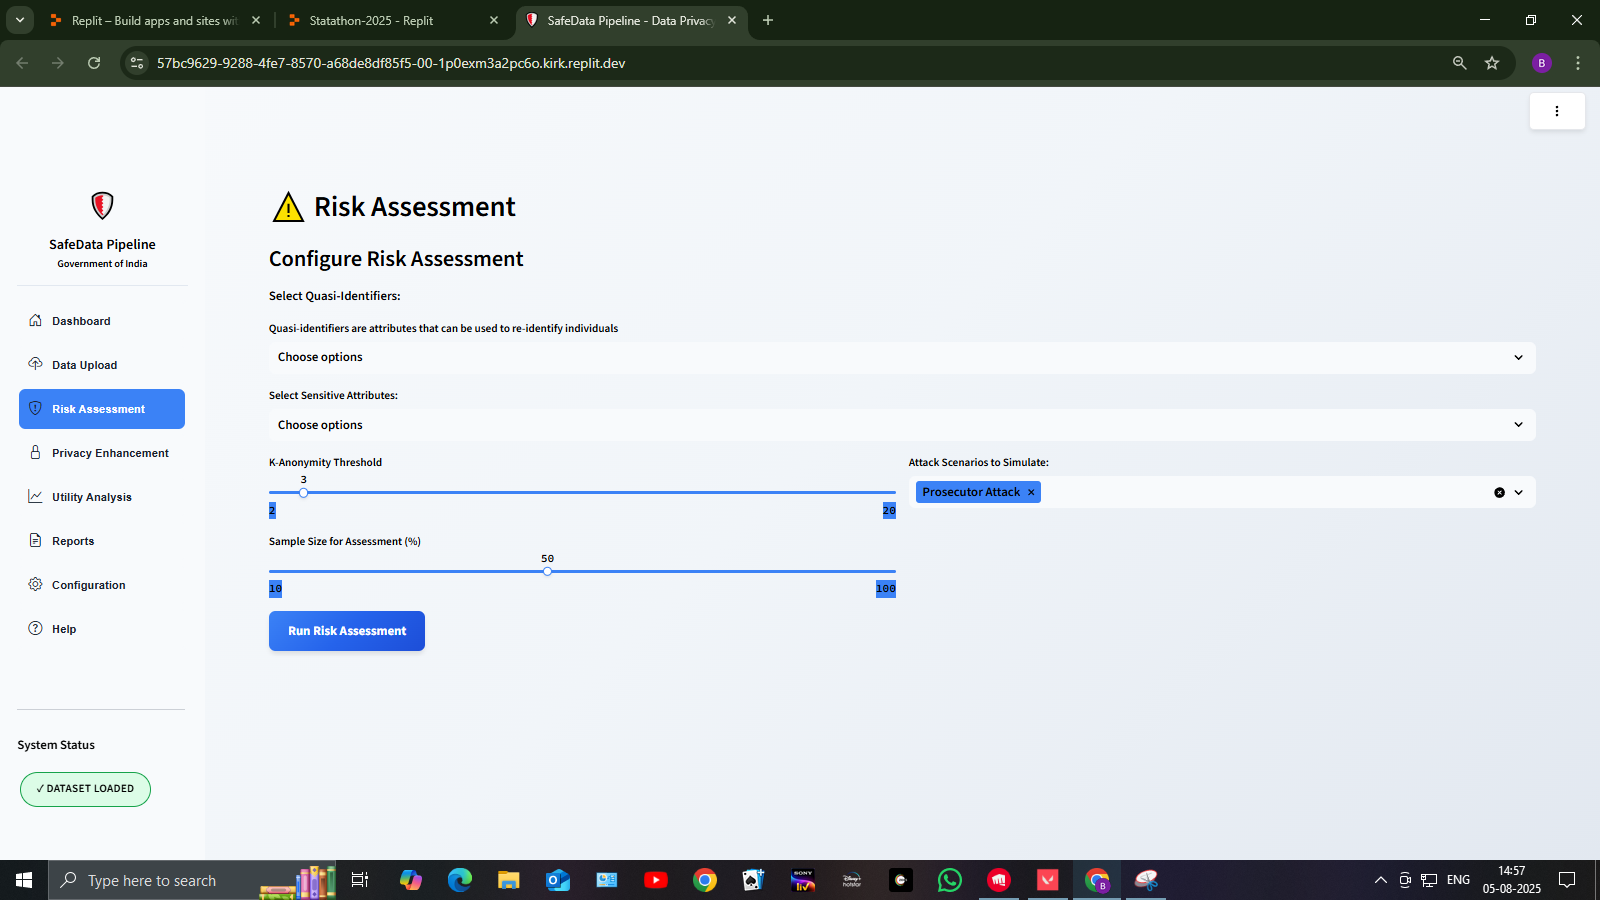 Replit – Build apps and sites wit
Statathon-2025 - Replit
SafeData Pipeline - Data Privacy
57bc9629-9288-4fe7-8570-a68de8df85f5-00-1p0exm3a2pc6o.kirk.replit.dev
B
SafeData Pipeline
Government of India
Dashboard
Data Upload
Risk Assessment
Privacy Enhancement
Utility Analysis
Reports
Configuration
Help
System Status
✓ DATASET LOADED
Risk Assessment
Configure Risk Assessment
Select Quasi-Identifiers:
Quasi-identifiers are attributes that can be used to re-identify individuals
Choose options
Select Sensitive Attributes:
Choose options
K-Anonymity Threshold
3
2
20
Attack Scenarios to Simulate:
Prosecutor Attack
Sample Size for Assessment (%)
50
10
100
Run Risk Assessment
Type here to search
SONY
liv
Disney+
hotstar
B
ENG
14:57
05-08-2025